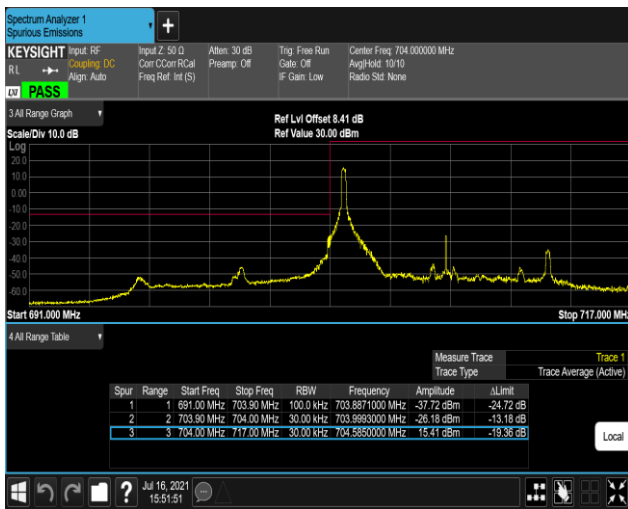 Spectrum Analyzer 1
Spurious Emissions
KEYSIGHT
RL
LXI
PASS
Input: RF
Coupling: DC
Align: Auto
Input Z: 50 Ω
Corr CCorr RCal
Freq Ref: Int (S)
Atten: 30 dB
Preamp: Off
Trig: Free Run
Gate: Off
IF Gain: Low
Center Freq: 704.000000 MHz
Avg|Hold: 10/10
Radio Std: None
3 All Range Graph
Scale/Div 10.0 dB
Ref Lvl Offset 8.41 dB
Ref Value 30.00 dBm
Log
20.0
10.0
0.00
-10.0
-20.0
-30.0
-40.0
-50.0
-60.0
Start 691.000 MHz
Stop 717.000 MHz
4 All Range Table
Measure Trace Trace 1
Trace Type Trace Average (Active)
Spur Range Start Freq Stop Freq RBW Frequency Amplitude ΔLimit
1 1 691.00 MHz 703.90 MHz 100.0 kHz 703.8871000 MHz -37.72 dBm -24.72 dB
2 2 703.90 MHz 704.00 MHz 30.00 kHz 703.9993000 MHz -26.18 dBm -13.18 dB
3 3 704.00 MHz 717.00 MHz 30.00 kHz 704.5850000 MHz 15.41 dBm -19.36 dB
Local
?
Jul 16, 2021
15:51:51